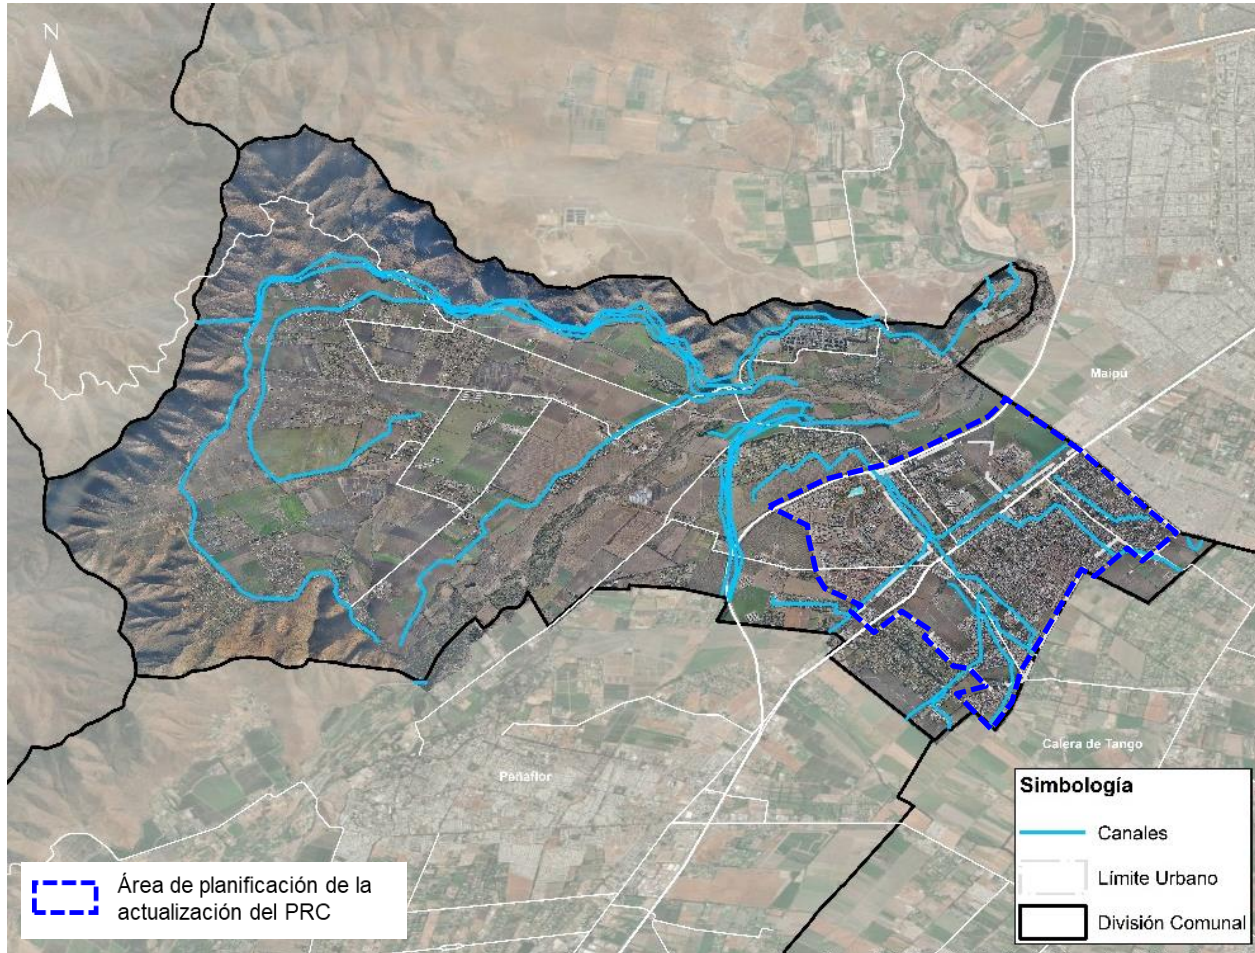 N
Maipú
Calera de Tango
Peñaflor
Simbología
Canales
Límite Urbano
División Comunal
Área de planificación de la
actualización del PRC